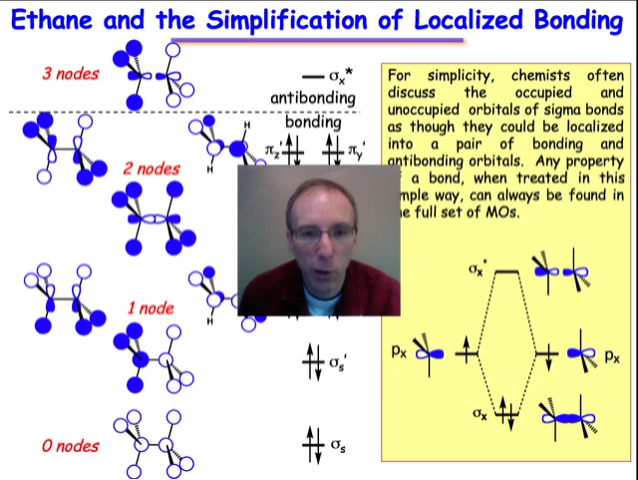 Ethane and the Simplification of Localized Bonding
3 nodes
σx*
antibonding
bonding
H
πz'
πy'
H
2 nodes
1 node
H
σs'
0 nodes
σs
For simplicity, chemists often
discuss the occupied and
unoccupied orbitals of sigma bonds
as though they could be localized
into a pair of bonding and
antibonding orbitals. Any property
a bond, when treated in this
way, can always be found in
full set of MOs.
σx*
px
px
σx